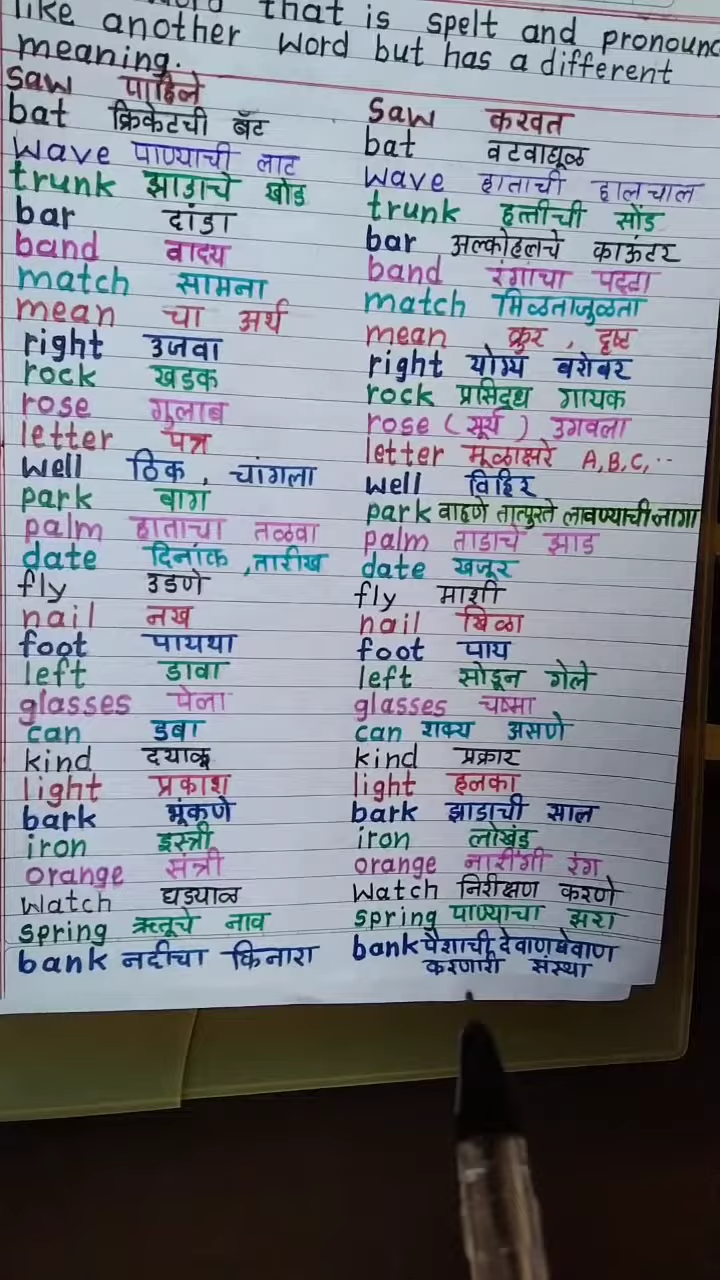 word that is spelt and pronounc
like another word but has a different
meaning.
saw पाहिले
bat क्रिकेटची बॅट
wave पाण्याची लाट
trunk झाडाचे खोड
bar दांडा
band वाद्य
match सामना
mean चा अर्थ
right उजवा
rock खडक
rose गुलाब
letter पत्र
well ठिक , चांगला
park बाग
palm हाताचा तळवा
date दिनाक ,तारीख
fly उडणे
nail नख
foot पायथा
left डावा
glasses पेला
can डबा
kind दयाळू
light प्रकाश
bark भूंकणे
iron इस्त्री
orange संत्री
watch घड्याळ
spring ऋतूचे नाव
bank नदीचा किनारा
saw करवत
bat वटवाघूळ
wave हाताची हालचाल
trunk हत्तीची सोंड
bar अल्कोहलचे काऊंटर
band रंगाचा पट्टा
match मिळताजुळता
mean क्रुर , दृष्ट
right योग्य बरोबर
rock प्रसिद्ध गायक
rose ( सूर्य ) उगवला
letter मूळाक्षरे A,B,C,..
well विहिर
park वाहणे तात्पुरते लावण्याची जागा
palm ताडाचे झाड
date खजूर
fly माशी
nail खिळा
foot पाय
left सोडून गेले
glasses चष्मा
can शक्य असणे
kind प्रकार
light हलका
bark झाडाची साल
iron लोखंड
orange नारींगी रंग
watch निरीक्षण करणे
spring पाण्याचा झरा
bank पैशाची देवाणघेवाण
करणारी संस्था